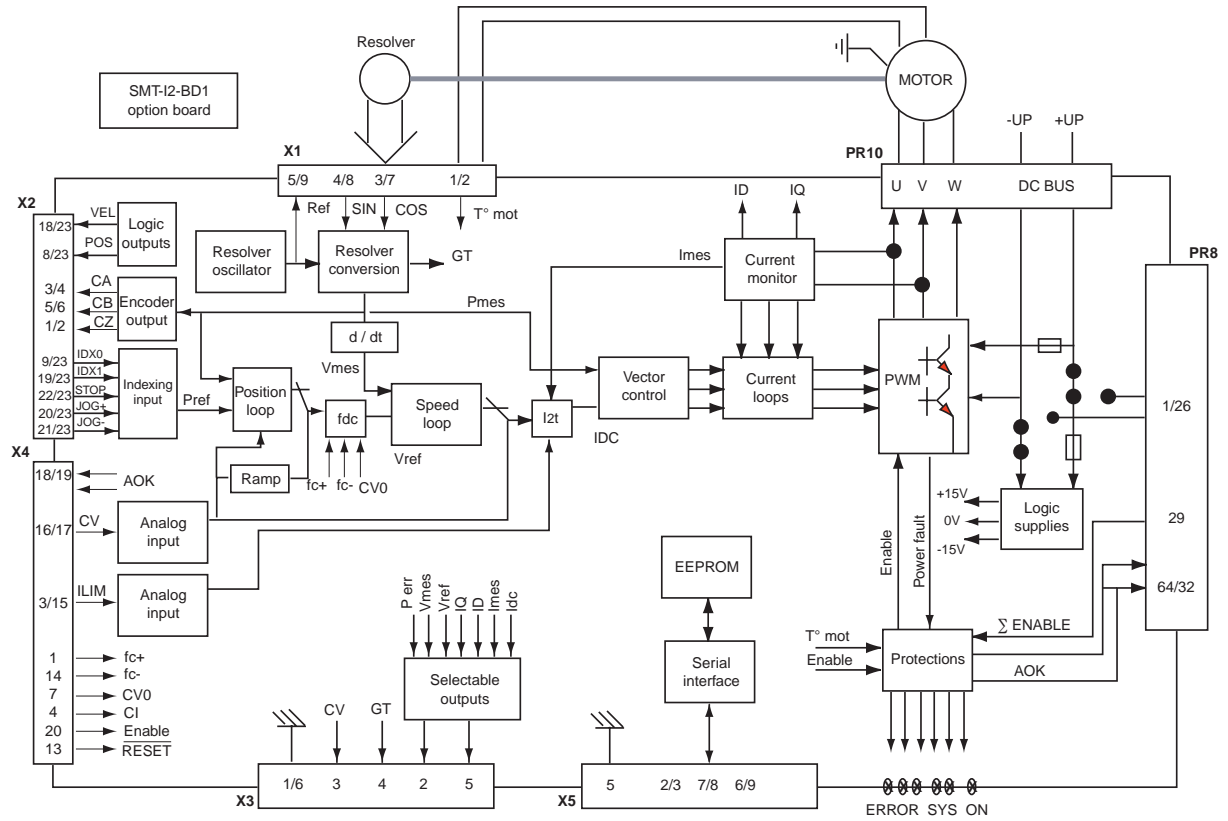 Resolver
MOTOR
SMT-I2-BD1
option board
-UP
+UP
X1
PR10
5/9
4/8
3/7
1/2
U
V
W
DC BUS
X2
Ref
SIN
COS
T° mot
ID
IQ
PR8
18/23
VEL
8/23
POS
Logic
outputs
Resolver
oscillator
Resolver
conversion
GT
Imes
Current
monitor
3/4
CA
5/6
CB
1/2
CZ
Encoder
output
Pmes
d / dt
Vmes
9/23
IDX0
19/23
IDX1
22/23
STOP
20/23
JOG+
21/23
JOG-
Indexing
input
Pref
Position
loop
fdc
Speed
loop
I2t
IDC
Vector
control
Current
loops
PWM
1/26
Vref
X4
Ramp
fc+
fc-
CV0
18/19
AOK
16/17
CV
Analog
input
3/15
ILIM
Analog
input
+15V
0V
-15V
Logic
supplies
29
64/32
Enable
Power fault
EEPROM
P err
Vmes
Vref
IQ
ID
Imes
Idc
∑ ENABLE
T° mot
Enable
Protections
AOK
1
fc+
14
fc-
7
CV0
4
CI
20
Enable
13
RESET
Selectable
outputs
Serial
interface
CV
GT
1/6
3
4
2
5
X3
5
2/3
7/8
6/9
X5
ERROR
SYS
ON